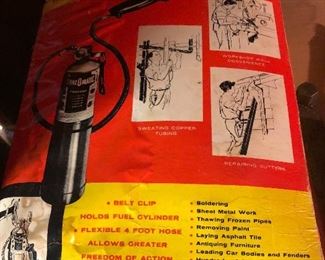 WORKSHOP WALL
CONVENIENCE
SWEATING COPPER
TUBING
REPAIRING GUTTERS
• BELT CLIP
HOLDS FUEL CYLINDER
• FLEXIBLE 4 FOOT HOSE
ALLOWS GREATER
FREEDOM OF ACTION
• Soldering
• Sheet Metal Work
• Thawing Frozen Pipes
• Removing Paint
• Laying Asphalt Tile
• Antiquing Furniture
• Leading Car Bodies and Fenders